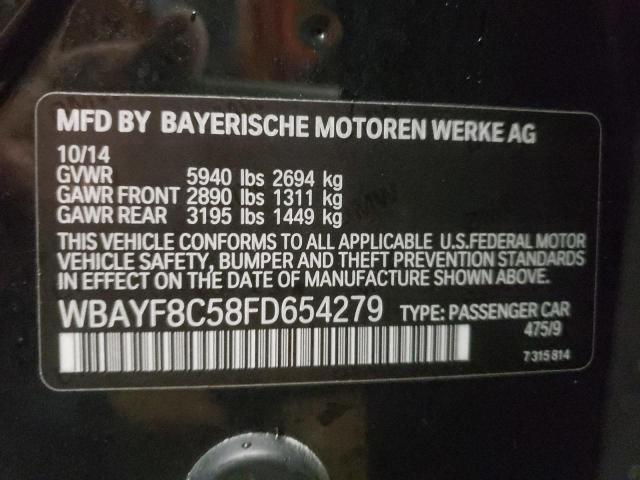 MFD BY BAYERISCHE MOTOREN WERKE AG
10/14
GVWR 5940 lbs 2694 kg
GAWR FRONT 2890 lbs 1311 kg
GAWR REAR 3195 lbs 1449 kg
THIS VEHICLE CONFORMS TO ALL APPLICABLE U.S.FEDERAL MOTOR
VEHICLE SAFETY, BUMPER AND THEFT PREVENTION STANDARDS
IN EFFECT ON THE DATE OF MANUFACTURE SHOWN ABOVE.
WBAYF8C58FD654279 TYPE: PASSENGER CAR
475/9
7315814